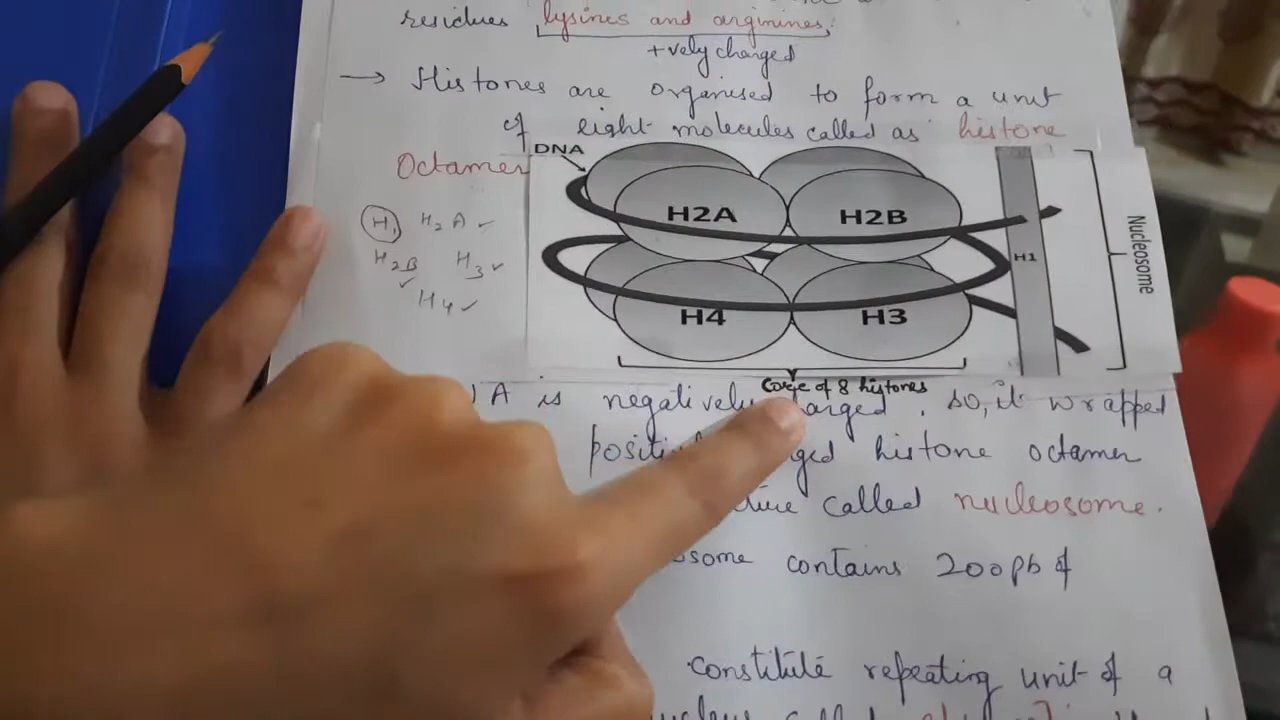 residues lysines and arginines,
+vely charged
→ Histones are organised to form a unit
of eight molecules called as histone
Octamer
DNA
H1 H2A ✓
H2B ✓ H3 ✓
H4 ✓
H2A H2B
H1
H4 H3
Nucleosome
Core of 8 histones
A is negatively charged. so, it wrapped
charged histone octamer
called nucleosome.
contains 200pb of
constitute repeating unit of a
called